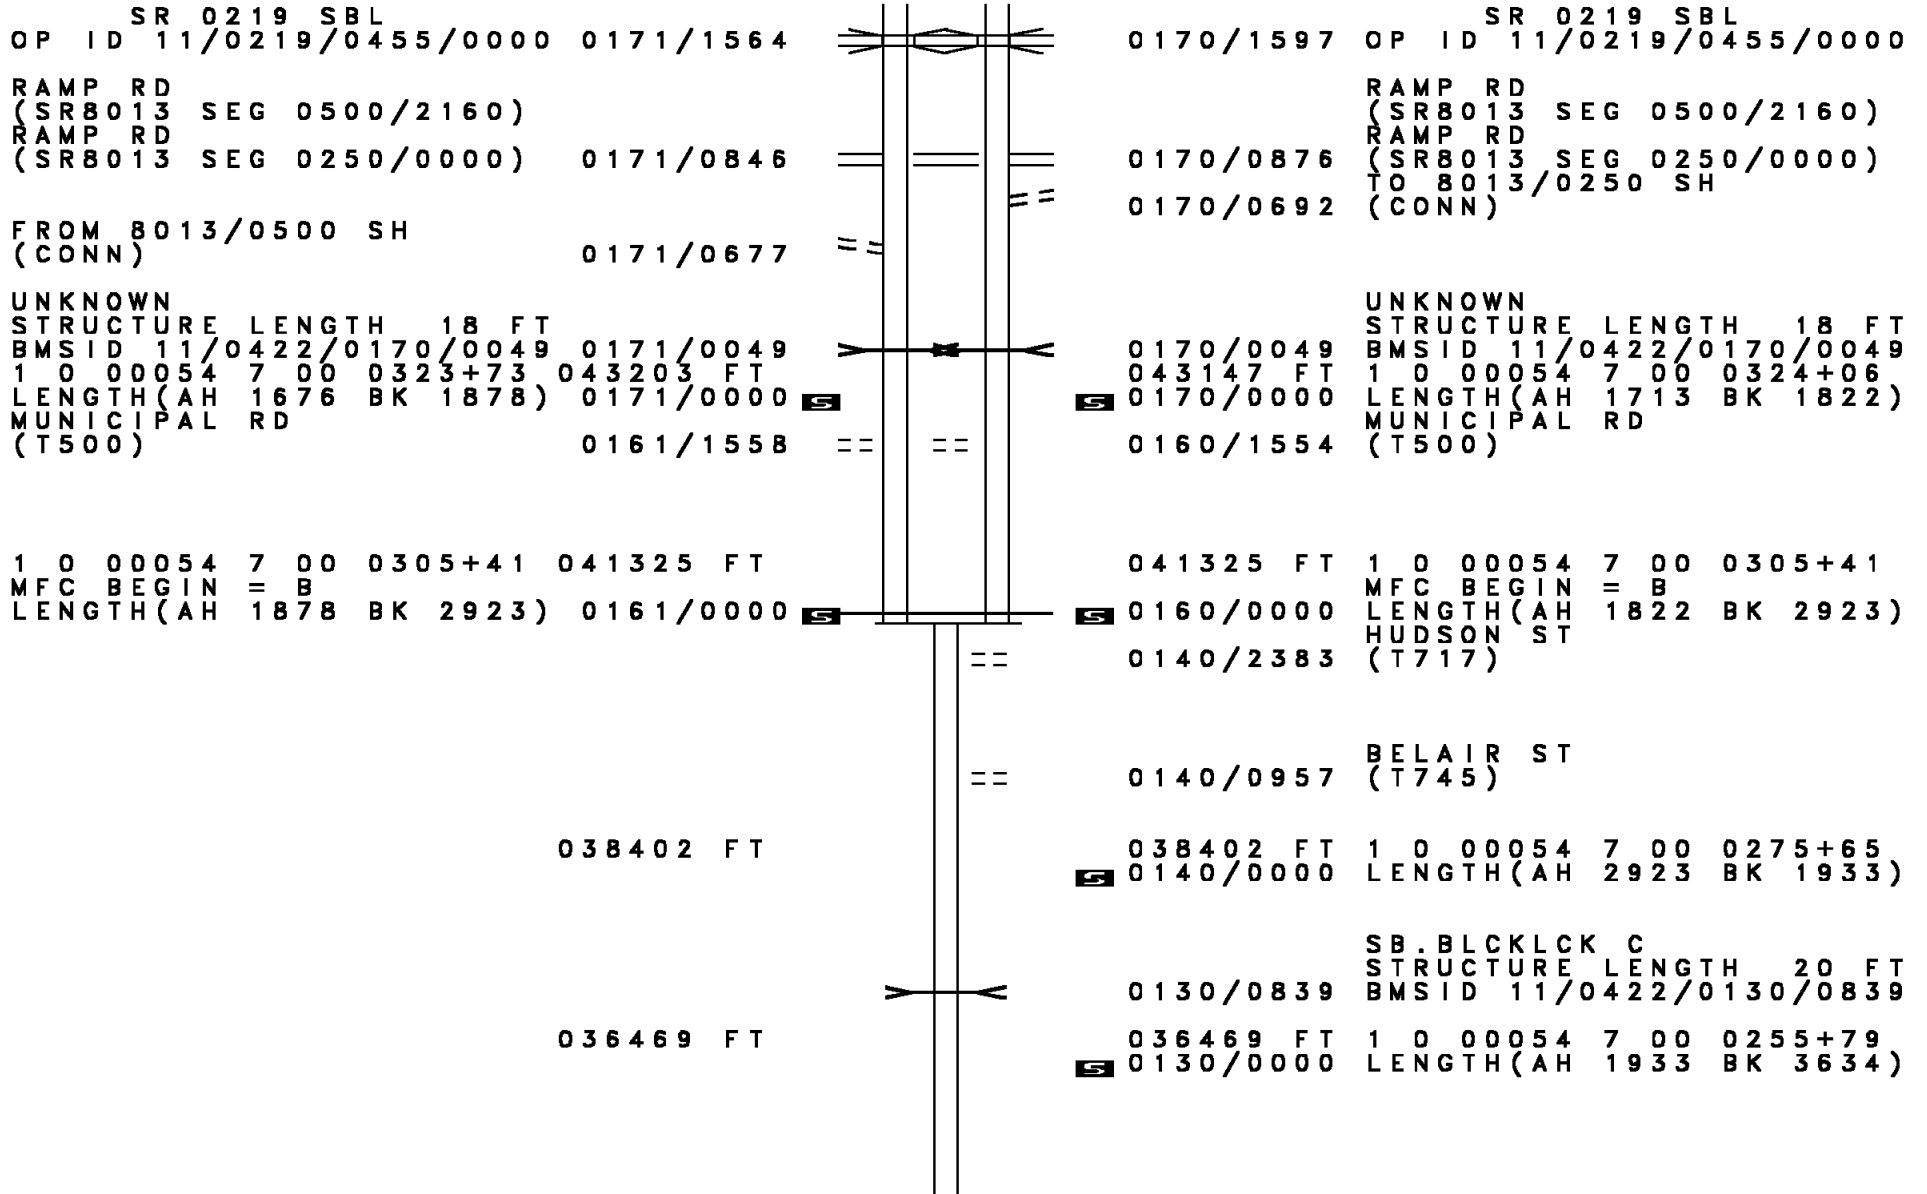 SR 0219 SBL
OP ID 11/0219/0455/0000 0171/1564
RAMP RD
(SR8013 SEG 0500/2160)
RAMP RD
(SR8013 SEG 0250/0000) 0171/0846
FROM 8013/0500 SH
(CONN) 0171/0677
UNKNOWN
STRUCTURE LENGTH 18 FT
BMSID 11/0422/0170/0049 0171/0049
1 0 00054 7 00 0323+73 043203 FT
LENGTH(AH 1676 BK 1878) 0171/0000 S
MUNICIPAL RD
(T500) 0161/1558
1 0 00054 7 00 0305+41 041325 FT
MFC BEGIN = B
LENGTH(AH 1878 BK 2923) 0161/0000 S
038402 FT
036469 FT
SR 0219 SBL
0170/1597 OP ID 11/0219/0455/0000
RAMP RD
(SR8013 SEG 0500/2160)
RAMP RD
0170/0876 (SR8013 SEG 0250/0000)
TO 8013/0250 SH
0170/0692 (CONN)
UNKNOWN
STRUCTURE LENGTH 18 FT
0170/0049 BMSID 11/0422/0170/0049
043147 FT 1 0 00054 7 00 0324+06
S 0170/0000 LENGTH(AH 1713 BK 1822)
MUNICIPAL RD
0160/1554 (T500)
041325 FT 1 0 00054 7 00 0305+41
MFC BEGIN = B
S 0160/0000 LENGTH(AH 1822 BK 2923)
HUDSON ST
0140/2383 (T717)
BELAIR ST
0140/0957 (T745)
038402 FT 1 0 00054 7 00 0275+65
S 0140/0000 LENGTH(AH 2923 BK 1933)
SB.BLCKLCK C
STRUCTURE LENGTH 20 FT
0130/0839 BMSID 11/0422/0130/0839
036469 FT 1 0 00054 7 00 0255+79
S 0130/0000 LENGTH(AH 1933 BK 3634)